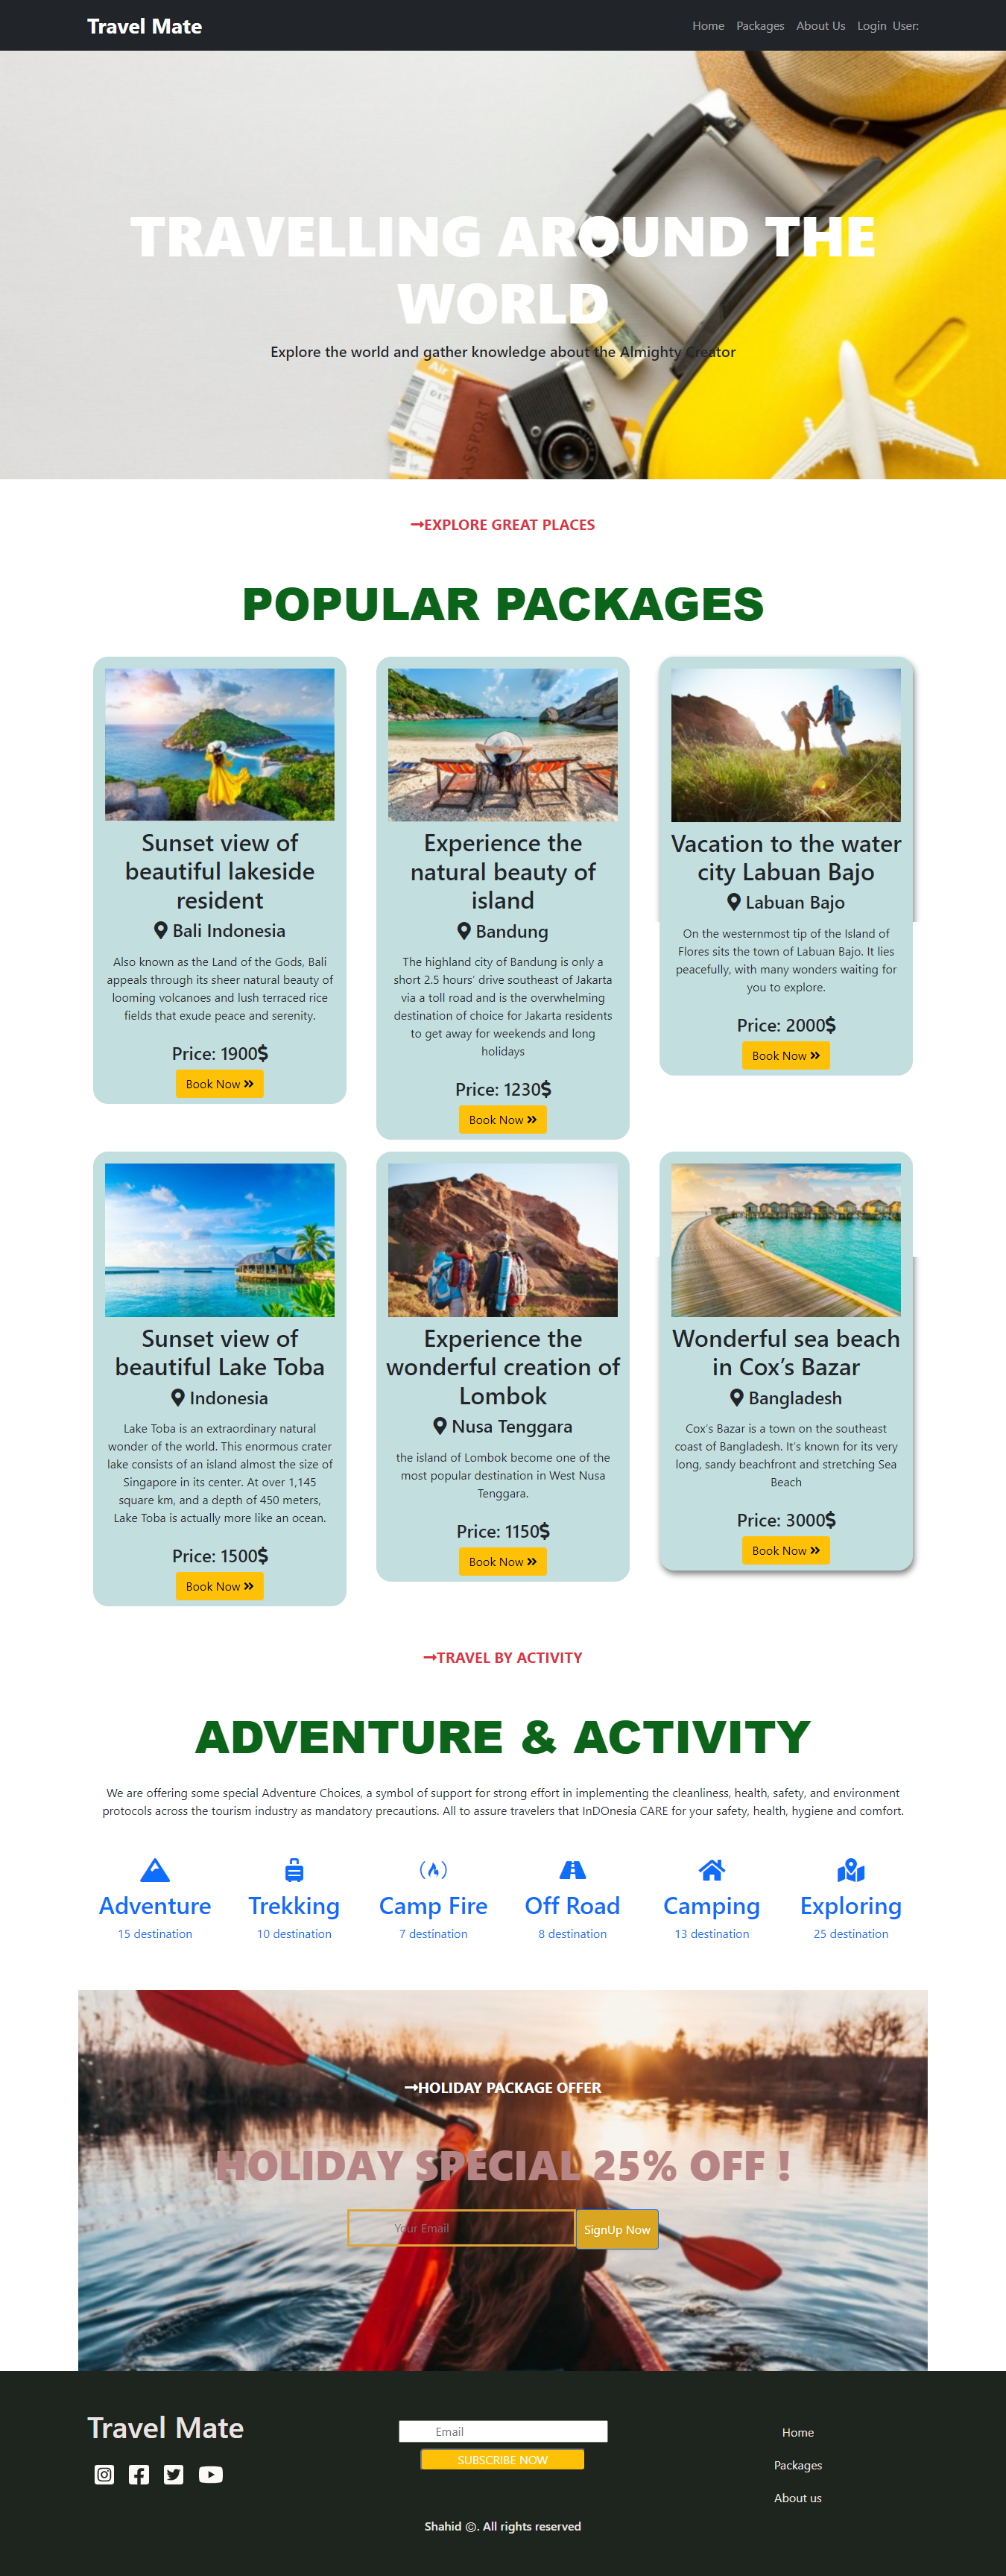 Travel Mate
Home Packages About Us Login User:
TRAVELLING AROUND THE
WORLD
Explore the world and gather knowledge about the Almighty Creator
EXPLORE GREAT PLACES
POPULAR PACKAGES
Sunset view of
beautiful lakeside
resident
Bali Indonesia
Also known as the Land of the Gods, Bali
appeals through its sheer natural beauty of
looming volcanoes and lush terraced rice
fields that exude peace and serenity.
Price: 1900$
Book Now
Experience the
natural beauty of
island
Bandung
The highland city of Bandung is only a
short 2.5 hours' drive southeast of Jakarta
via a toll road and is the overwhelming
destination of choice for Jakarta residents
to get away for weekends and long
holidays
Price: 1230$
Book Now
Vacation to the water
city Labuan Bajo
Labuan Bajo
On the westernmost tip of the Island of
Flores sits the town of Labuan Bajo. It lies
peacefully, with many wonders waiting for
you to explore.
Price: 2000$
Book Now
Sunset view of
beautiful Lake Toba
Indonesia
Lake Toba is an extraordinary natural
wonder of the world. This enormous crater
lake consists of an island almost the size of
Singapore in its center. At over 1,145
square km, and a depth of 450 meters,
Lake Toba is actually more like an ocean.
Price: 1500$
Book Now
Experience the
wonderful creation of
Lombok
Nusa Tenggara
the island of Lombok become one of the
most popular destination in West Nusa
Tenggara.
Price: 1150$
Book Now
Wonderful sea beach
in Cox's Bazar
Bangladesh
Cox's Bazar is a town on the southeast
coast of Bangladesh. It's known for its very
long, sandy beachfront and stretching Sea
Beach
Price: 3000$
Book Now
TRAVEL BY ACTIVITY
ADVENTURE & ACTIVITY
We are offering some special Adventure Choices, a symbol of support for strong effort in implementing the cleanliness, health, safety, and environment
protocols across the tourism industry as mandatory precautions. All to assure travelers that InDOnesia CARE for your safety, health, hygiene and comfort.
Adventure
15 destination
Trekking
10 destination
Camp Fire
7 destination
Off Road
8 destination
Camping
13 destination
Exploring
25 destination
HOLIDAY PACKAGE OFFER
HOLIDAY SPECIAL 25% OFF !
Your Email
SignUp Now
Travel Mate
Email
SUBSCRIBE NOW
Shahid ©. All rights reserved
Home
Packages
About us